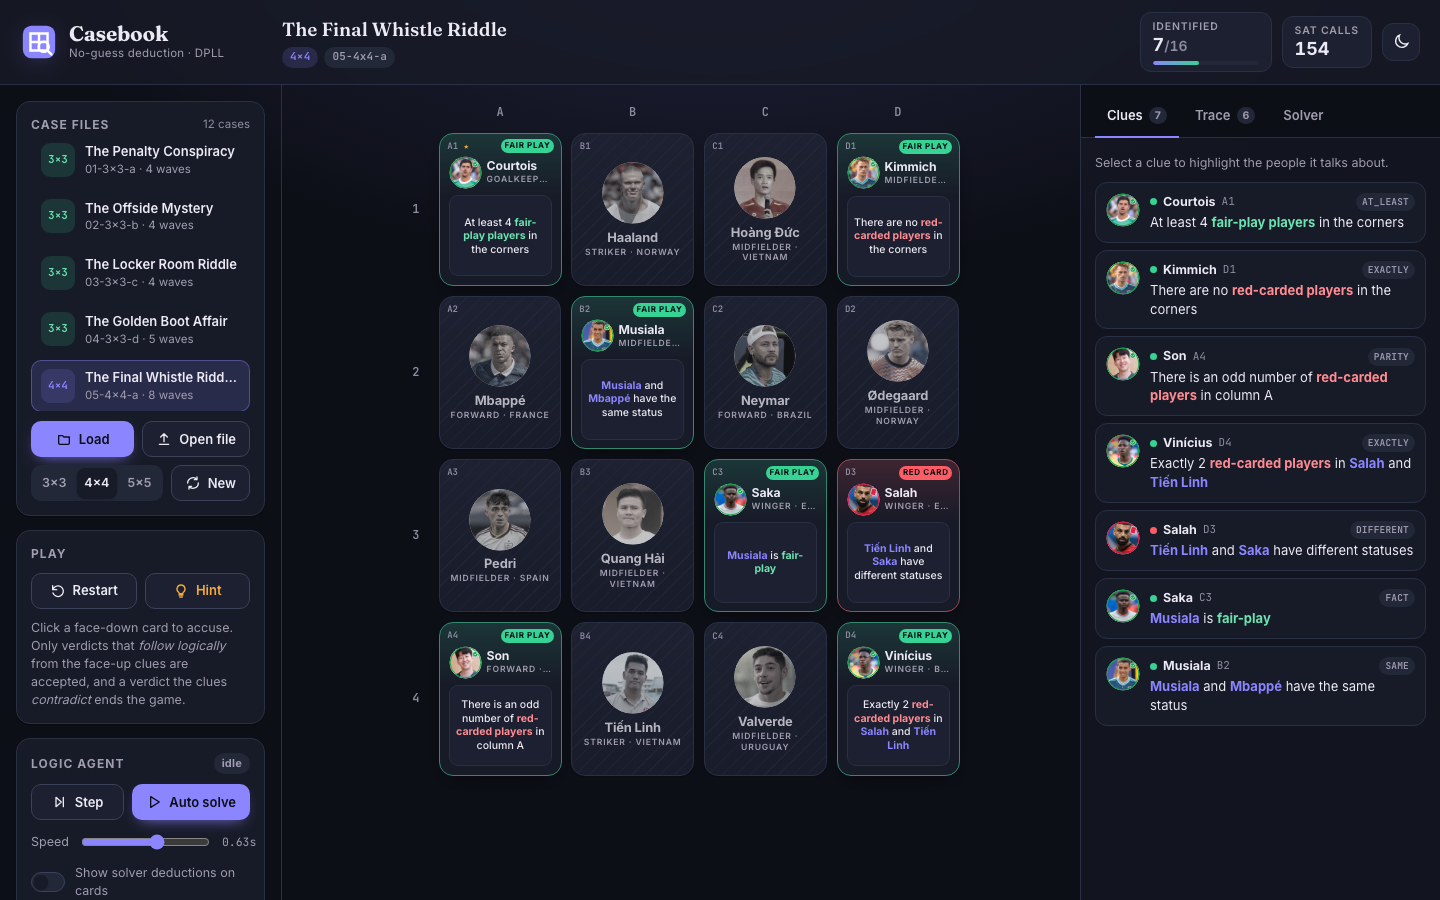 Casebook
No-guess deduction · DPLL
The Final Whistle Riddle
4×4
05-4x4-a
IDENTIFIED
7/16
SAT CALLS
154
CASE FILES
12 cases
3×3
The Penalty Conspiracy
01-3×3-a · 4 waves
3×3
The Offside Mystery
02-3×3-b · 4 waves
3×3
The Locker Room Riddle
03-3×3-c · 4 waves
3×3
The Golden Boot Affair
04-3×3-d · 5 waves
4×4
The Final Whistle Ridd...
05-4×4-a · 8 waves
Load
Open file
3×3
4×4
5×5
New
PLAY
Restart
Hint
Click a face-down card to accuse.
Only verdicts that follow logically
from the face-up clues are
accepted, and a verdict the clues
contradict ends the game.
LOGIC AGENT
idle
Step
Auto solve
Speed
0.63s
Show solver deductions on
cards
A
B
C
D
1
A1 ★
FAIR PLAY
Courtois
GOALKEEP...
At least 4 fair-
play players in
the corners
B1
Haaland
STRIKER · NORWAY
C1
Hoàng Đức
MIDFIELDER ·
VIETNAM
D1
FAIR PLAY
Kimmich
MIDFIELDE...
There are no red-
carded players in
the corners
2
A2
Mbappé
FORWARD · FRANCE
B2
FAIR PLAY
Musiala
MIDFIELDE...
Musiala and
Mbappé have the
same status
C2
Neymar
FORWARD · BRAZIL
D2
Ødegaard
MIDFIELDER ·
NORWAY
3
A3
Pedri
MIDFIELDER · SPAIN
B3
Quang Hải
MIDFIELDER ·
VIETNAM
C3
FAIR PLAY
Saka
WINGER · E...
Musiala is fair-
play
D3
RED CARD
Salah
WINGER · E...
Tiến Linh and
Saka have
different statuses
4
A4
FAIR PLAY
Son
FORWARD ·...
There is an odd
number of red-
carded players in
column A
B4
Tiến Linh
STRIKER · VIETNAM
C4
Valverde
MIDFIELDER ·
URUGUAY
D4
FAIR PLAY
Vinícius
WINGER · B...
Exactly 2 red-
carded players in
Salah and Tiến
Linh
Clues 7
Trace 6
Solver
Select a clue to highlight the people it talks about.
Courtois A1
AT_LEAST
At least 4 fair-play players in the corners
Kimmich D1
EXACTLY
There are no red-carded players in the
corners
Son A4
PARITY
There is an odd number of red-carded
players in column A
Vinícius D4
EXACTLY
Exactly 2 red-carded players in Salah and
Tiến Linh
Salah D3
DIFFERENT
Tiến Linh and Saka have different statuses
Saka C3
FACT
Musiala is fair-play
Musiala B2
SAME
Musiala and Mbappé have the same
status